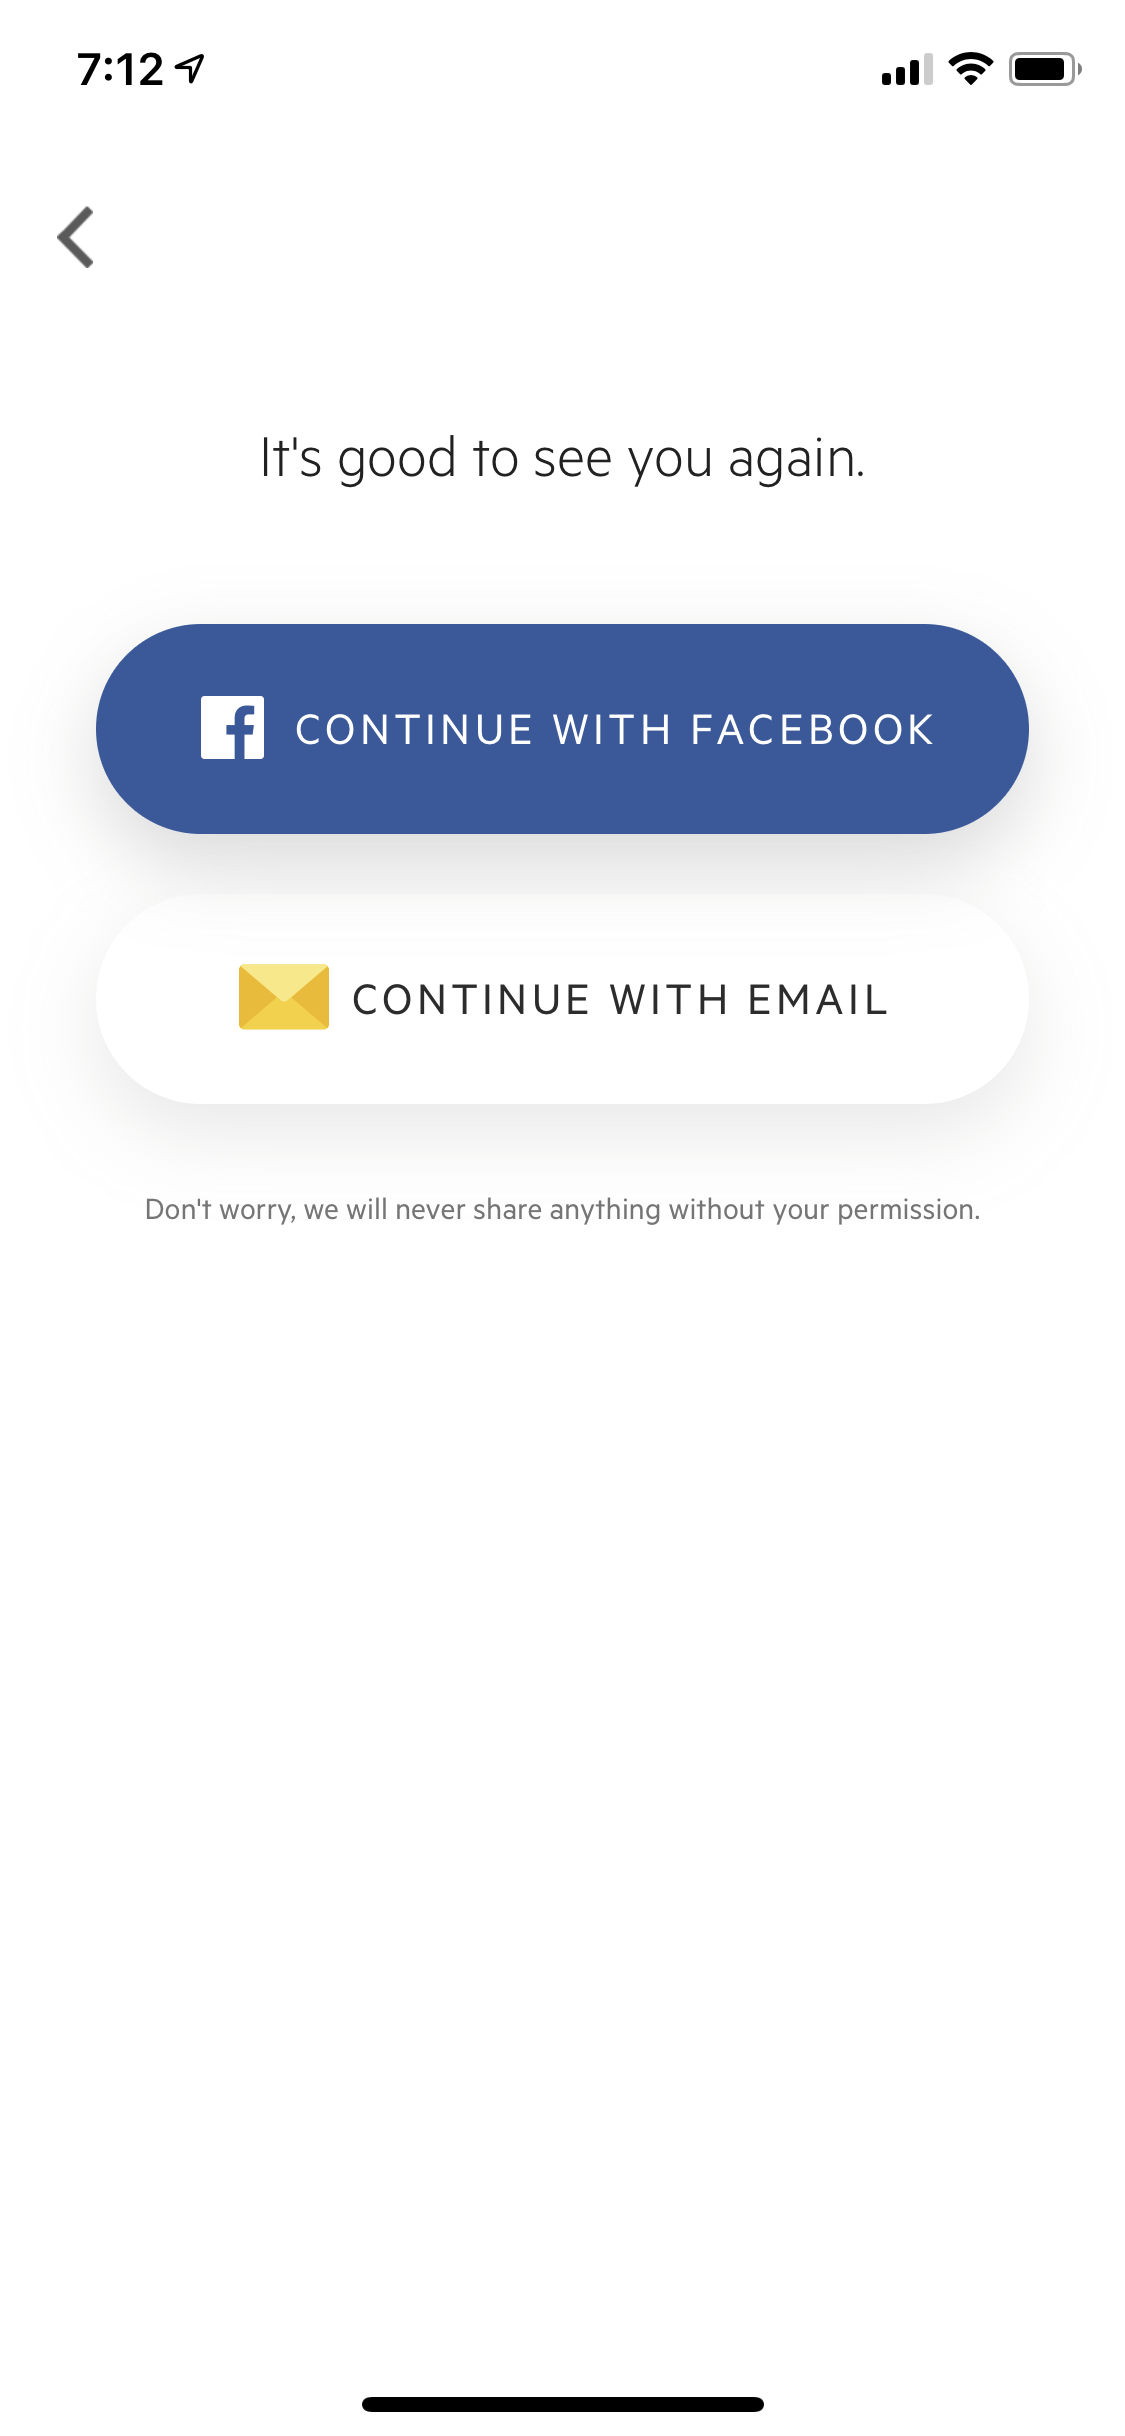 7:12
It's good to see you again.
CONTINUE WITH FACEBOOK
CONTINUE WITH EMAIL
Don't worry, we will never share anything without your permission.